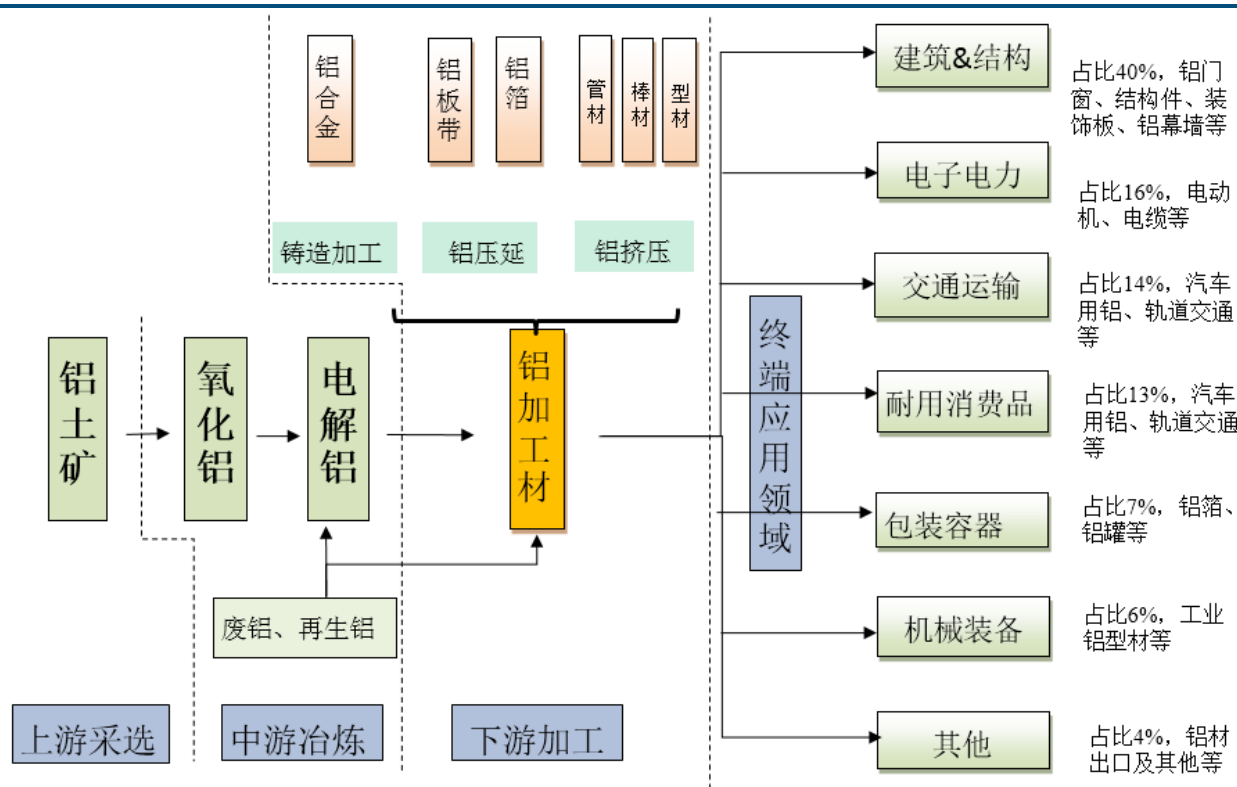 铝合金
铝板带
铝箔
管材
棒材
型材
铸造加工
铝压延
铝挤压
铝土矿
氧化铝
电解铝
铝加工材
废铝、再生铝
上游采选
中游冶炼
下游加工
终端应用领域
建筑&结构
占比40%，铝门
窗、结构件、装
饰板、铝幕墙等
电子电力
占比16%，电动
机、电缆等
交通运输
占比14%，汽车
用铝、轨道交通
等
耐用消费品
占比13%，汽车
用铝、轨道交通
等
包装容器
占比7%，铝箔、
铝罐等
机械装备
占比6%，工业
铝型材等
其他
占比4%，铝材
出口及其他等